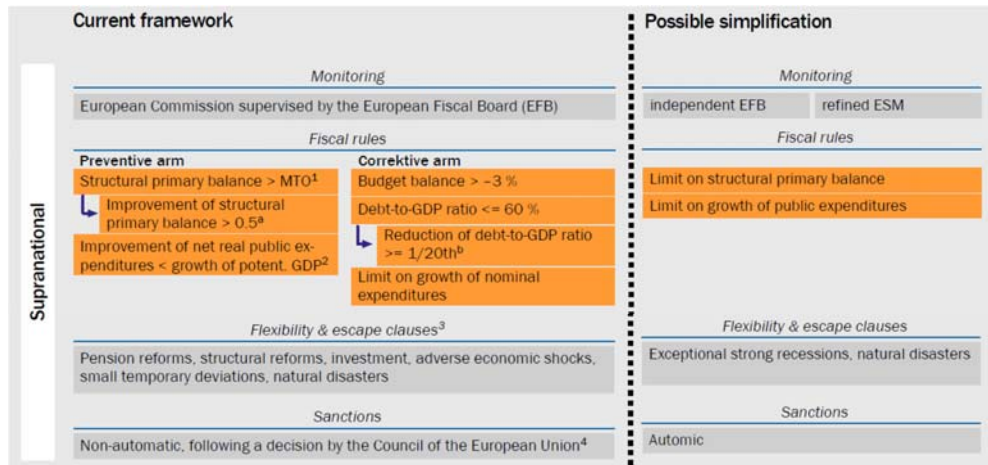 Current framework
Possible simplification
Supranational
Monitoring
European Commission supervised by the European Fiscal Board (EFB)
Fiscal rules
Preventive arm
Structural primary balance > MTO¹
Improvement of structural
primary balance > 0.5ª
Improvement of net real public ex-
penditures < growth of potent. GDP²
Correktive arm
Budget balance > –3 %
Debt-to-GDP ratio <= 60 %
Reduction of debt-to-GDP ratio
>= 1/20thᵇ
Limit on growth of nominal
expenditures
Flexibility & escape clauses³
Pension reforms, structural reforms, investment, adverse economic shocks,
small temporary deviations, natural disasters
Sanctions
Non-automatic, following a decision by the Council of the European Union⁴
Monitoring
independent EFB
refined ESM
Fiscal rules
Limit on structural primary balance
Limit on growth of public expenditures
Flexibility & escape clauses
Exceptional strong recessions, natural disasters
Sanctions
Automic